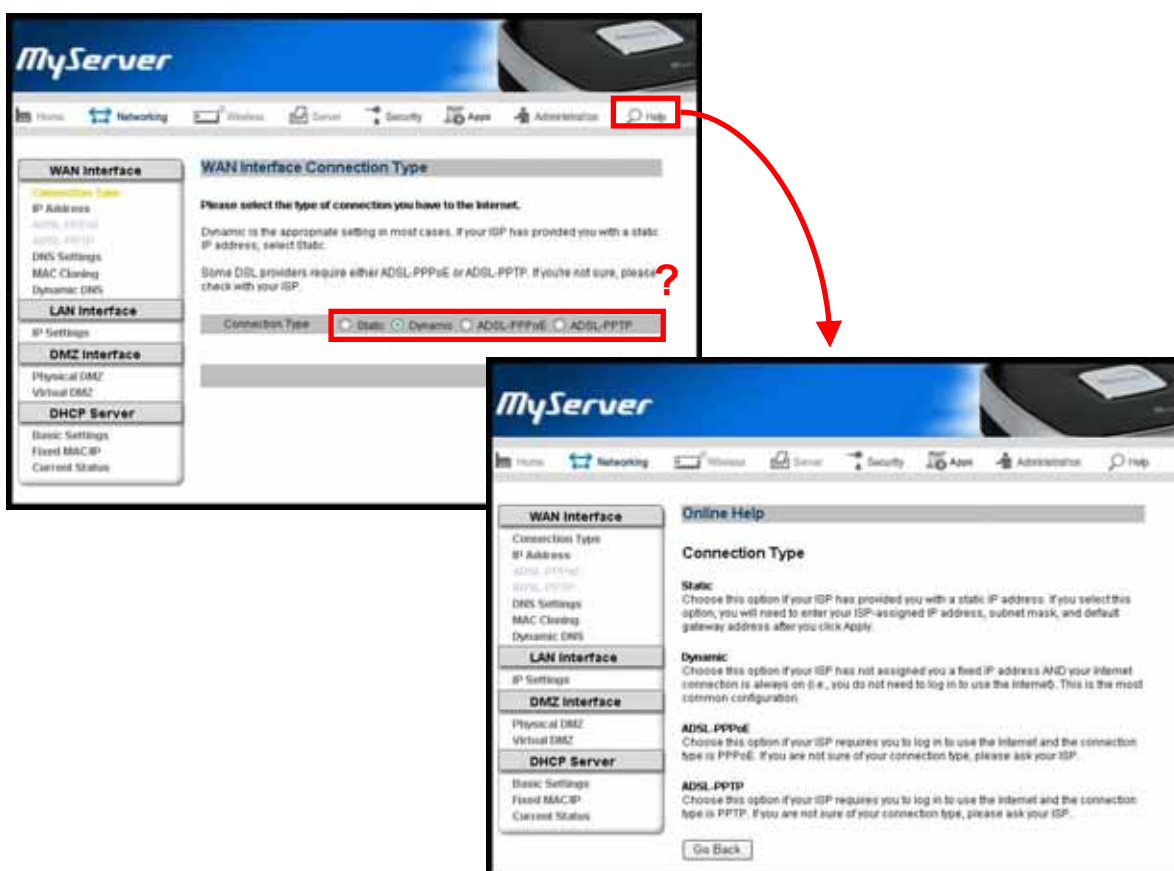 MyServer
Home Networking Wireless Server Security Apps Administration Help
WAN Interface
Connection Type
IP Address
ADSL-PPPoE
ADSL-PPTP
DNS Settings
MAC Cloning
Dynamic DNS
LAN Interface
IP Settings
DMZ Interface
Physical DMZ
Virtual DMZ
DHCP Server
Basic Settings
Fixed MAC/IP
Current Status
WAN Interface Connection Type
Please select the type of connection you have to the Internet.
Dynamic is the appropriate setting in most cases. If your ISP has provided you with a static
IP address, select Static.
Some DSL providers require either ADSL-PPPoE or ADSL-PPTP. If you're not sure, please
check with your ISP.
?
Connection Type Static Dynamic ADSL-PPPoE ADSL-PPTP
MyServer
Home Networking Wireless Server Security Apps Administration Help
WAN Interface
Connection Type
IP Address
ADSL-PPPoE
ADSL-PPTP
DNS Settings
MAC Cloning
Dynamic DNS
LAN Interface
IP Settings
DMZ Interface
Physical DMZ
Virtual DMZ
DHCP Server
Basic Settings
Fixed MAC/IP
Current Status
Online Help
Connection Type
Static
Choose this option if your ISP has provided you with a static IP address. If you select this
option, you will need to enter your ISP-assigned IP address, subnet mask, and default
gateway address after you click Apply.
Dynamic
Choose this option if your ISP has not assigned you a fixed IP address AND your Internet
connection is always on (i.e., you do not need to log in to use the Internet). This is the most
common configuration.
ADSL-PPPoE
Choose this option if your ISP requires you to log in to use the Internet and the connection
type is PPPoE. If you are not sure of your connection type, please ask your ISP.
ADSL-PPTP
Choose this option if your ISP requires you to log in to use the Internet and the connection
type is PPTP. If you are not sure of your connection type, please ask your ISP.
Go Back